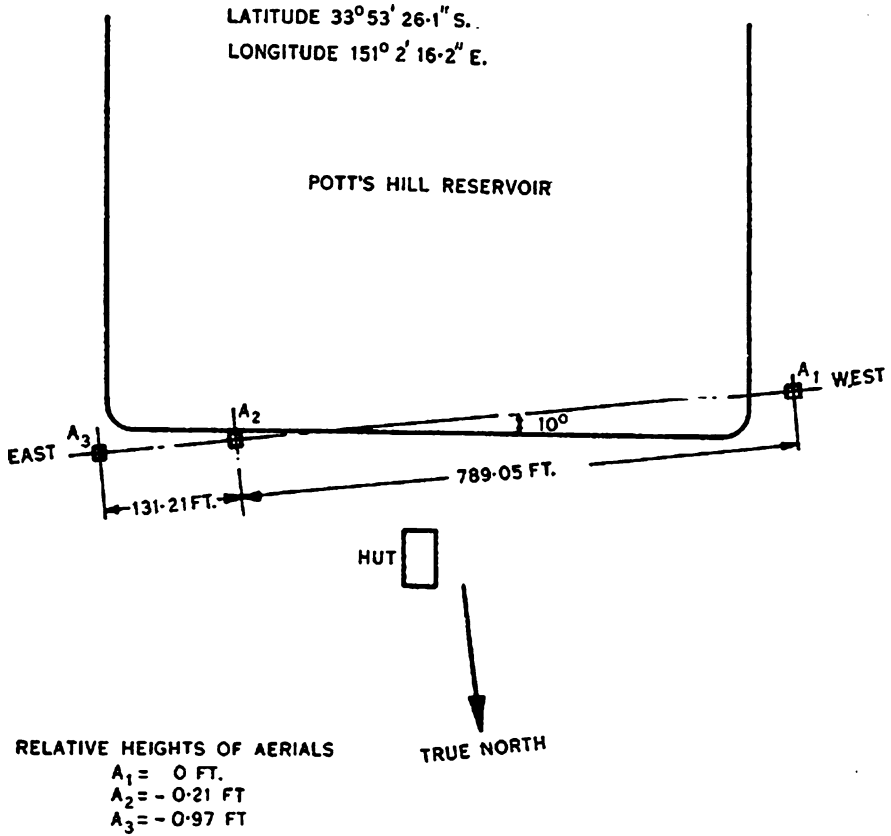 LATITUDE 33° 53' 26·1" S.
LONGITUDE 151° 2' 16·2" E.
POTT'S HILL RESERVOIR
A1 WEST
A2
10°
A3
EAST
789·05 FT.
131·21 FT.
HUT
TRUE NORTH
RELATIVE HEIGHTS OF AERIALS
A1 = 0 FT.
A2 = - 0·21 FT
A3 = - 0·97 FT